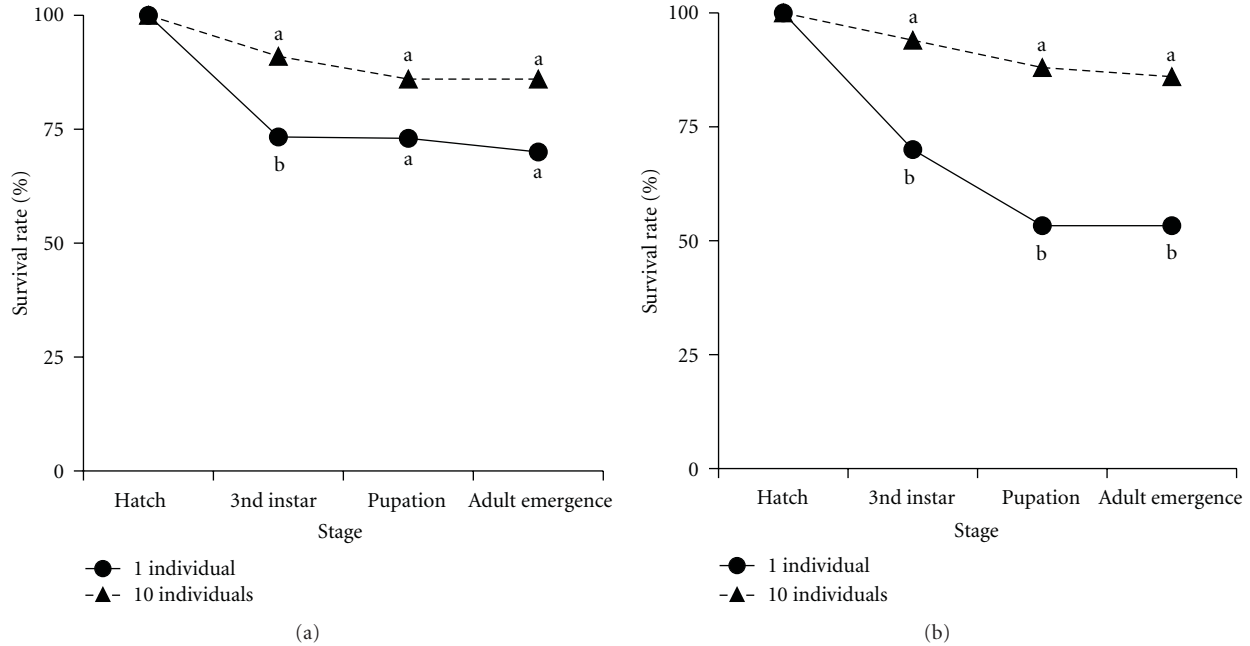 100
75
50
25
0
Survival rate (%)
a
a
a
b
a
a
Hatch
3nd instar
Pupation
Adult emergence
Stage
1 individual
10 individuals
(a)
100
75
50
25
0
Survival rate (%)
a
a
a
b
b
b
Hatch
3nd instar
Pupation
Adult emergence
Stage
1 individual
10 individuals
(b)